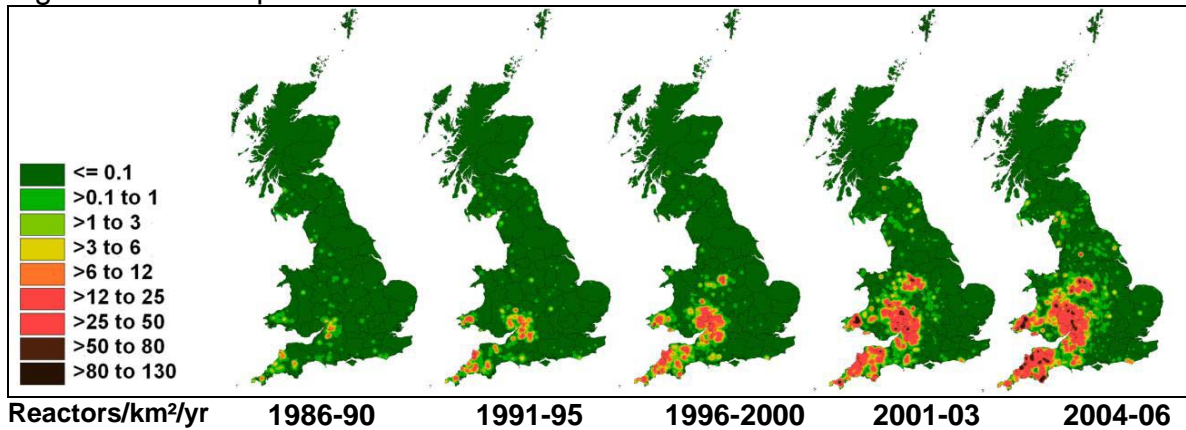 <= 0.1
>0.1 to 1
>1 to 3
>3 to 6
>6 to 12
>12 to 25
>25 to 50
>50 to 80
>80 to 130
Reactors/km²/yr 1986-90 1991-95 1996-2000 2001-03 2004-06